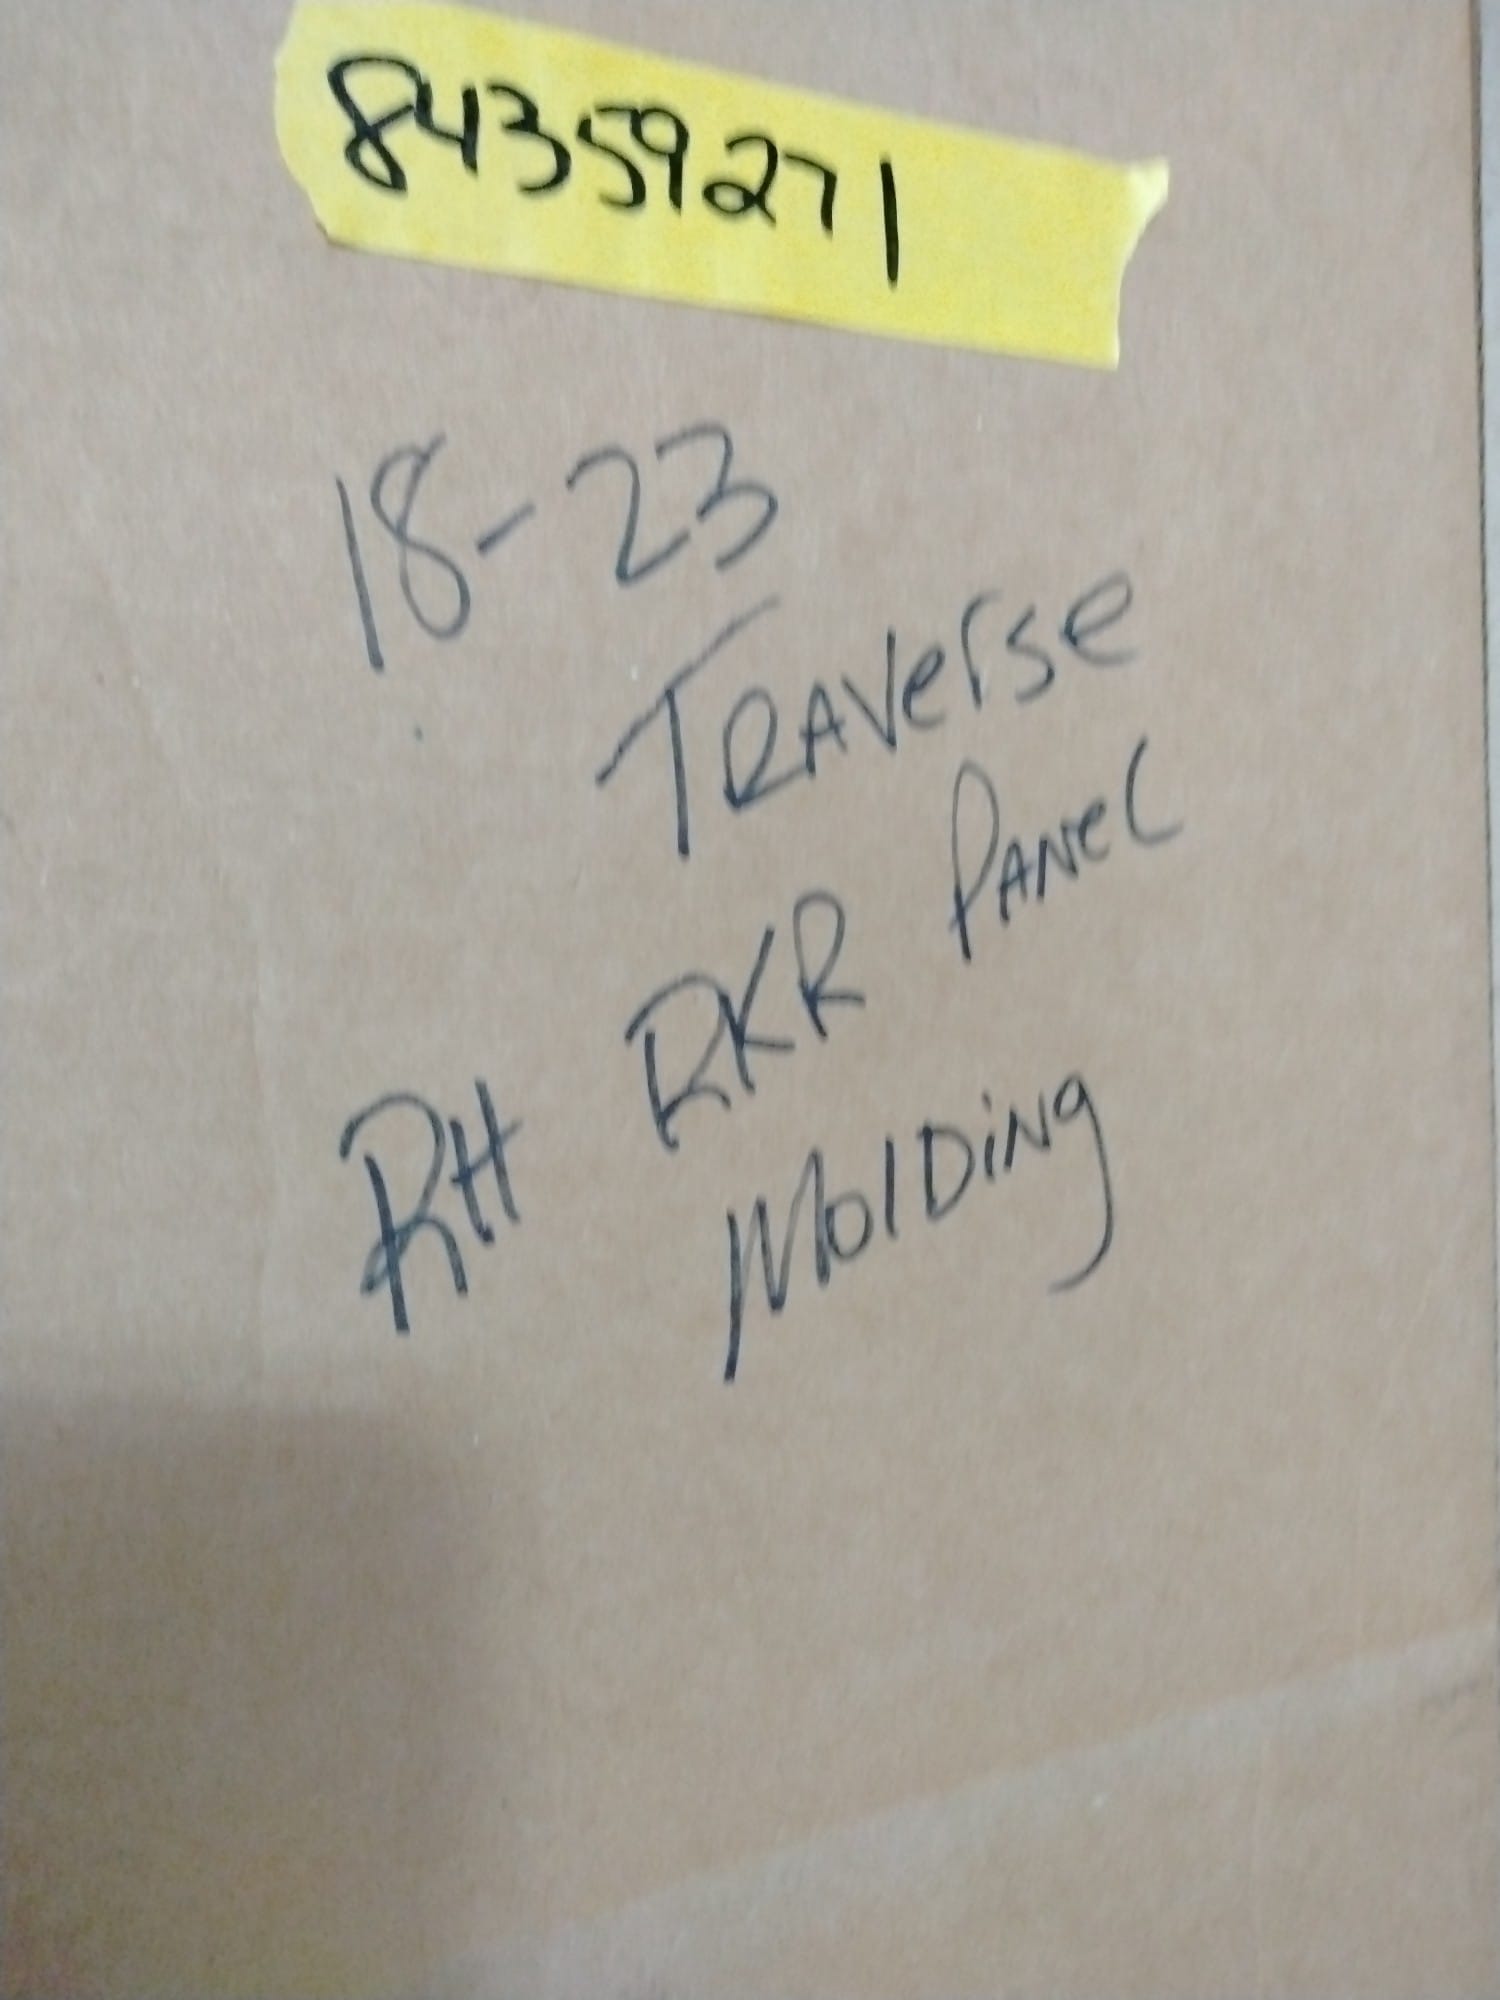 84359271
18-23
TRAVerse
RH RKR PANEL
MolDiNg